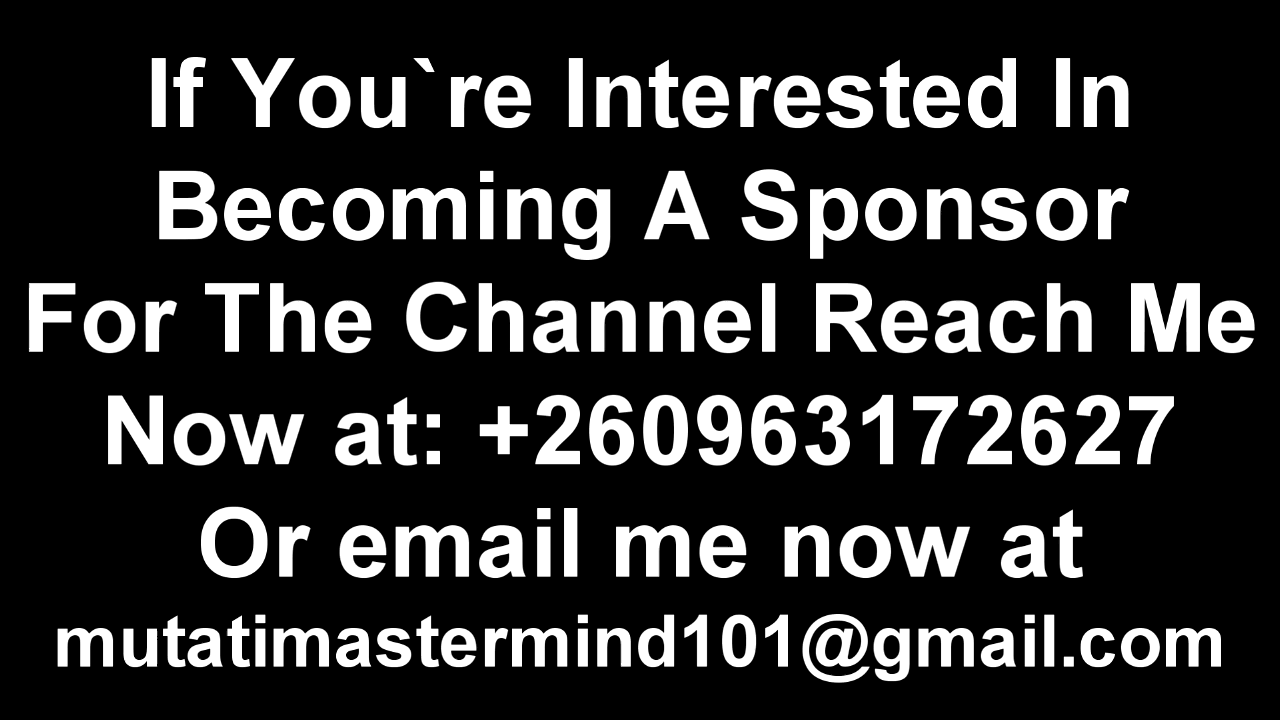 If You`re Interested In
Becoming A Sponsor
For The Channel Reach Me
Now at: +260963172627
Or email me now at
mutatimastermind101@gmail.com